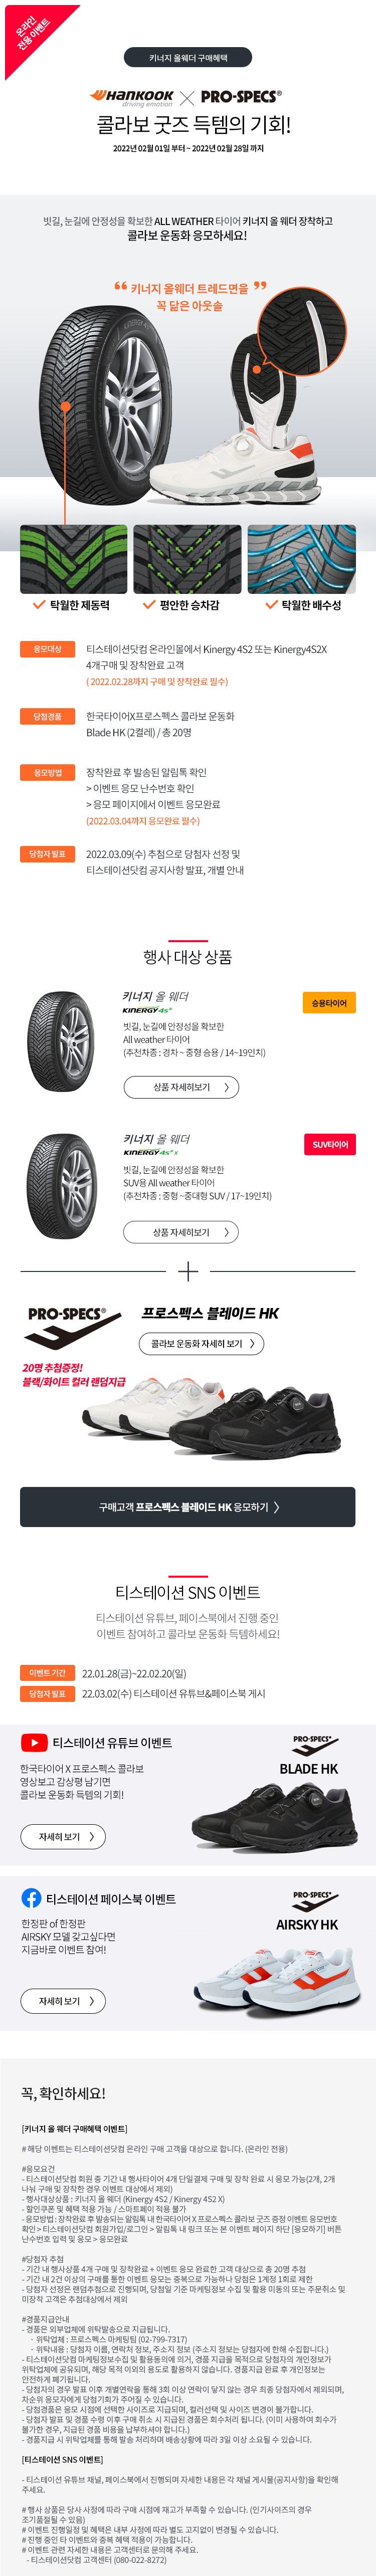 온라인
전용 이벤트
키너지 올웨더 구매혜택
HANKOOK
driving emotion
PRO-SPECS
콜라보 굿즈 득템의 기회!
2022년 02월 01일 부터 ~ 2022년 02월 28일 까지
빗길, 눈길에 안정성을 확보한 ALL WEATHER 타이어 키너지 올 웨더 장착하고
콜라보 운동화 응모하세요!
“ 키너지 올웨더 트레드면을 ”
꼭 닮은 아웃솔
탁월한 제동력
평안한 승차감
탁월한 배수성
응모대상
티스테이션닷컴 온라인몰에서 Kinergy 4S2 또는 Kinergy4S2X
4개구매 및 장착완료 고객
( 2022.02.28까지 구매 및 장착완료 필수)
당첨경품
한국타이어X프로스펙스 콜라보 운동화
Blade HK (2컬레) / 총 20명
응모방법
장착완료 후 발송된 알림톡 확인
> 이벤트 응모 난수번호 확인
> 응모 페이지에서 이벤트 응모완료
(2022.03.04까지 응모완료 필수)
당첨자 발표
2022.03.09(수) 추첨으로 당첨자 선정 및
티스테이션닷컴 공지사항 발표, 개별 안내
행사 대상 상품
키너지 올 웨더
승용타이어
KINERGY 4S²
빗길, 눈길에 안정성을 확보한
All weather 타이어
(추천차종 : 경차 ~ 중형 승용 / 14~19인치)
상품 자세히보기
키너지 올 웨더
SUV타이어
KINERGY 4S² X
빗길, 눈길에 안정성을 확보한
SUV용 All weather 타이어
(추천차종 : 중형 ~중대형 SUV / 17~19인치)
상품 자세히보기
PRO-SPECS
프로스펙스 블레이드 HK
콜라보 운동화 자세히 보기
20명 추첨증정!
블랙/화이트 컬러 랜덤지급
구매고객 프로스펙스 블레이드 HK 응모하기
티스테이션 SNS 이벤트
티스테이션 유튜브, 페이스북에서 진행 중인
이벤트 참여하고 콜라보 운동화 득템하세요!
이벤트 기간
22.01.28(금)~22.02.20(일)
당첨자 발표
22.03.02(수) 티스테이션 유튜브&페이스북 게시
티스테이션 유튜브 이벤트
PRO-SPECS
BLADE HK
한국타이어 X 프로스펙스 콜라보
영상보고 감상평 남기면
콜라보 운동화 득템의 기회!
자세히 보기
티스테이션 페이스북 이벤트
PRO-SPECS
AIRSKY HK
한정판 of 한정판
AIRSKY 모델 갖고싶다면
지금바로 이벤트 참여!
자세히 보기
꼭, 확인하세요!
[키너지 올 웨더 구매혜택 이벤트]
# 해당 이벤트는 티스테이션닷컴 온라인 구매 고객을 대상으로 합니다. (온라인 전용)
#응모요건
- 티스테이션닷컴 회원 중 기간 내 행사타이어 4개 단일결제 구매 및 장착 완료 시 응모 가능(2개, 2개
나눠 구매 및 장착한 경우 이벤트 대상에서 제외)
- 행사대상상품 : 키너지 올 웨더 (Kinergy 4S2 / Kinergy 4S2 X)
- 할인쿠폰 및 혜택 적용 가능 / 스마트페이 적용 불가
- 응모방법 : 장착완료 후 발송되는 알림톡 내 한국타이어 X 프로스펙스 콜라보 굿즈 증정 이벤트 응모번호
확인 > 티스테이션닷컴 회원가입/로그인 > 알림톡 내 링크 또는 본 이벤트 페이지 하단 [응모하기] 버튼
난수번호 입력 및 응모 > 응모완료
#당첨자 추첨
- 기간 내 행사상품 4개 구매 및 장착완료 + 이벤트 응모 완료한 고객 대상으로 총 20명 추첨
- 기간 내 2건 이상의 구매를 통한 이벤트 응모는 중복으로 가능하나 당첨은 1계정 1회로 제한
- 당첨자 선정은 랜덤추첨으로 진행되며, 당첨일 기준 마케팅정보 수집 및 활용 미동의 또는 주문취소 및
미장착 고객은 추첨대상에서 제외
#경품지급안내
- 경품은 외부업체에 위탁발송으로 지급됩니다.
· 위탁업체 : 프로스펙스 마케팅팀 (02-799-7317)
· 위탁내용 : 당첨자 이름, 연락처 정보, 주소지 정보 (주소지 정보는 당첨자에 한해 수집합니다.)
- 티스테이션닷컴 마케팅정보수집 및 활용동의에 의거, 경품 지급을 목적으로 당첨자의 개인정보가
위탁업체에 공유되며, 해당 목적 이외의 용도로 활용하지 않습니다. 경품지급 완료 후 개인정보는
안전하게 폐기됩니다.
- 당첨자의 경우 발표 이후 개별연락을 통해 3회 이상 연락이 닿지 않는 경우 최종 당첨자에서 제외되며,
차순위 응모자에게 당첨기회가 주어질 수 있습니다.
- 당첨경품은 응모 시점에 선택한 사이즈로 지급되며, 컬러선택 및 사이즈 변경이 불가합니다.
- 당첨자 발표 및 경품 수령 이후 구매 취소 시 지급된 경품은 회수처리 됩니다. (이미 사용하여 회수가
불가한 경우, 지급된 경품 비용을 납부하셔야 합니다.)
- 경품지급 시 위탁업체를 통해 발송 처리하며 배송상황에 따라 3일 이상 소요될 수 있습니다.
[티스테이션 SNS 이벤트]
- 티스테이션 유튜브 채널, 페이스북에서 진행되며 자세한 내용은 각 채널 게시물(공지사항)을 확인해
주세요.
# 행사 상품은 당사 사정에 따라 구매 시점에 재고가 부족할 수 있습니다. (인기사이즈의 경우
조기품절될 수 있음)
# 이벤트 진행일정 및 혜택은 내부 사정에 따라 별도 고지없이 변경될 수 있습니다.
# 진행 중인 타 이벤트와 중복 혜택 적용이 가능합니다.
# 이벤트 관련 자세한 내용은 고객센터로 문의해 주세요.
- 티스테이션닷컴 고객센터 (080-022-8272)